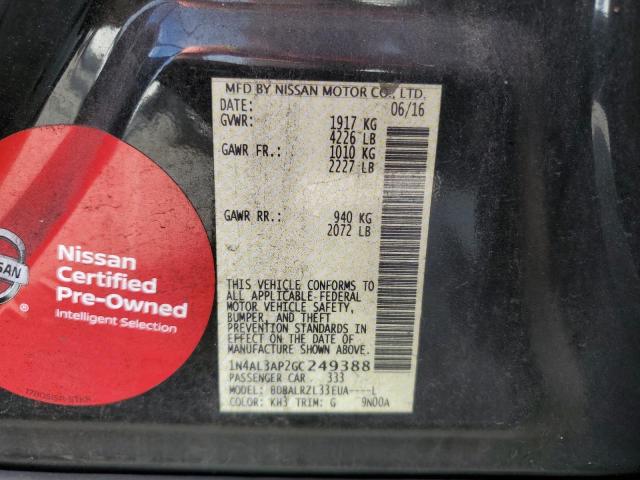 MFD BY NISSAN MOTOR CO., LTD.
DATE: 06/16
GVWR: 1917 KG
4226 LB
GAWR FR.: 1010 KG
2227 LB
GAWR RR.: 940 KG
2072 LB
THIS VEHICLE CONFORMS TO
ALL APPLICABLE FEDERAL
MOTOR VEHICLE SAFETY,
BUMPER, AND THEFT
PREVENTION STANDARDS IN
EFFECT ON THE DATE OF
MANUFACTURE SHOWN ABOVE.
1N4AL3AP2GC249388
PASSENGER CAR 333
MODEL: BDBALRZL33EUA----L
COLOR: KH3 TRIM: G 9N00A
NISSAN
®
Nissan
Certified
Pre-Owned
Intelligent Selection